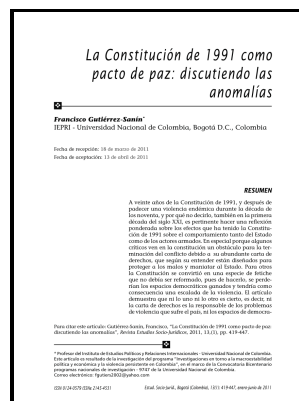 La Constitución de 1991 como
pacto de paz: discutiendo las
anomalías
Francisco Gutiérrez-Sanín*
IEPRI - Universidad Nacional de Colombia, Bogotá D.C., Colombia
Fecha de recepción: 18 de marzo de 2011
Fecha de aceptación: 13 de abril de 2011
RESUMEN
A veinte años de la Constitución de 1991, y después de
padecer una violencia endémica durante la década de
los noventa, y por qué no decirlo, también en la primera
década del siglo XXI, es pertinente hacer una reflexión
ponderada sobre los efectos que ha tenido la Constitu-
ción de 1991 sobre el comportamiento tanto del Estado
como de los actores armados. En especial porque algunos
críticos ven en la constitución un obstáculo para la ter-
minación del conflicto debido a su abundante carta de
derechos, que según su entender están diseñados para
proteger a los malos y maniatar al Estado. Para otros
la Constitución se convirtió en una especie de fetiche
que no debía ser reformado, pues de hacerlo, se perde-
rían los espacios democráticos ganados y tendría como
consecuencia una escalada de la violencia. El artículo
demuestra que ni lo uno ni lo otro es cierto, es decir, ni
la carta de derechos es la responsable de los problemas
de violencia que sufre el país, ni los espacios de democra-
Para citar este artículo: Gutiérrez-Sanín, Francisco, "La Constitución de 1991 como pacto de paz:
discutiendo las anomalías", Revista Estudios Socio-Jurídicos, 2011, 13,(1), pp. 419-447.
* Profesor del Instituto de Estudios Políticos y Relaciones Internacionales - Universidad Nacional de Colombia.
Este artículo es resultado de la investigación del programa "Investigaciones en torno a la macroestabilidad
política y económica y la violencia persistente en Colombia", en el marco de la Convocatoria Bicentenario
programas nacionales de investigación - 9747 de la Universidad Nacional de Colombia.
Correo electrónico: fgutiers2002@yahoo.com
ISSN 0124-0579 ISSNe 2145-4531
Estud. Socio-Juríd., Bogotá (Colombia), 13(1): 419-447, enero-junio de 2011